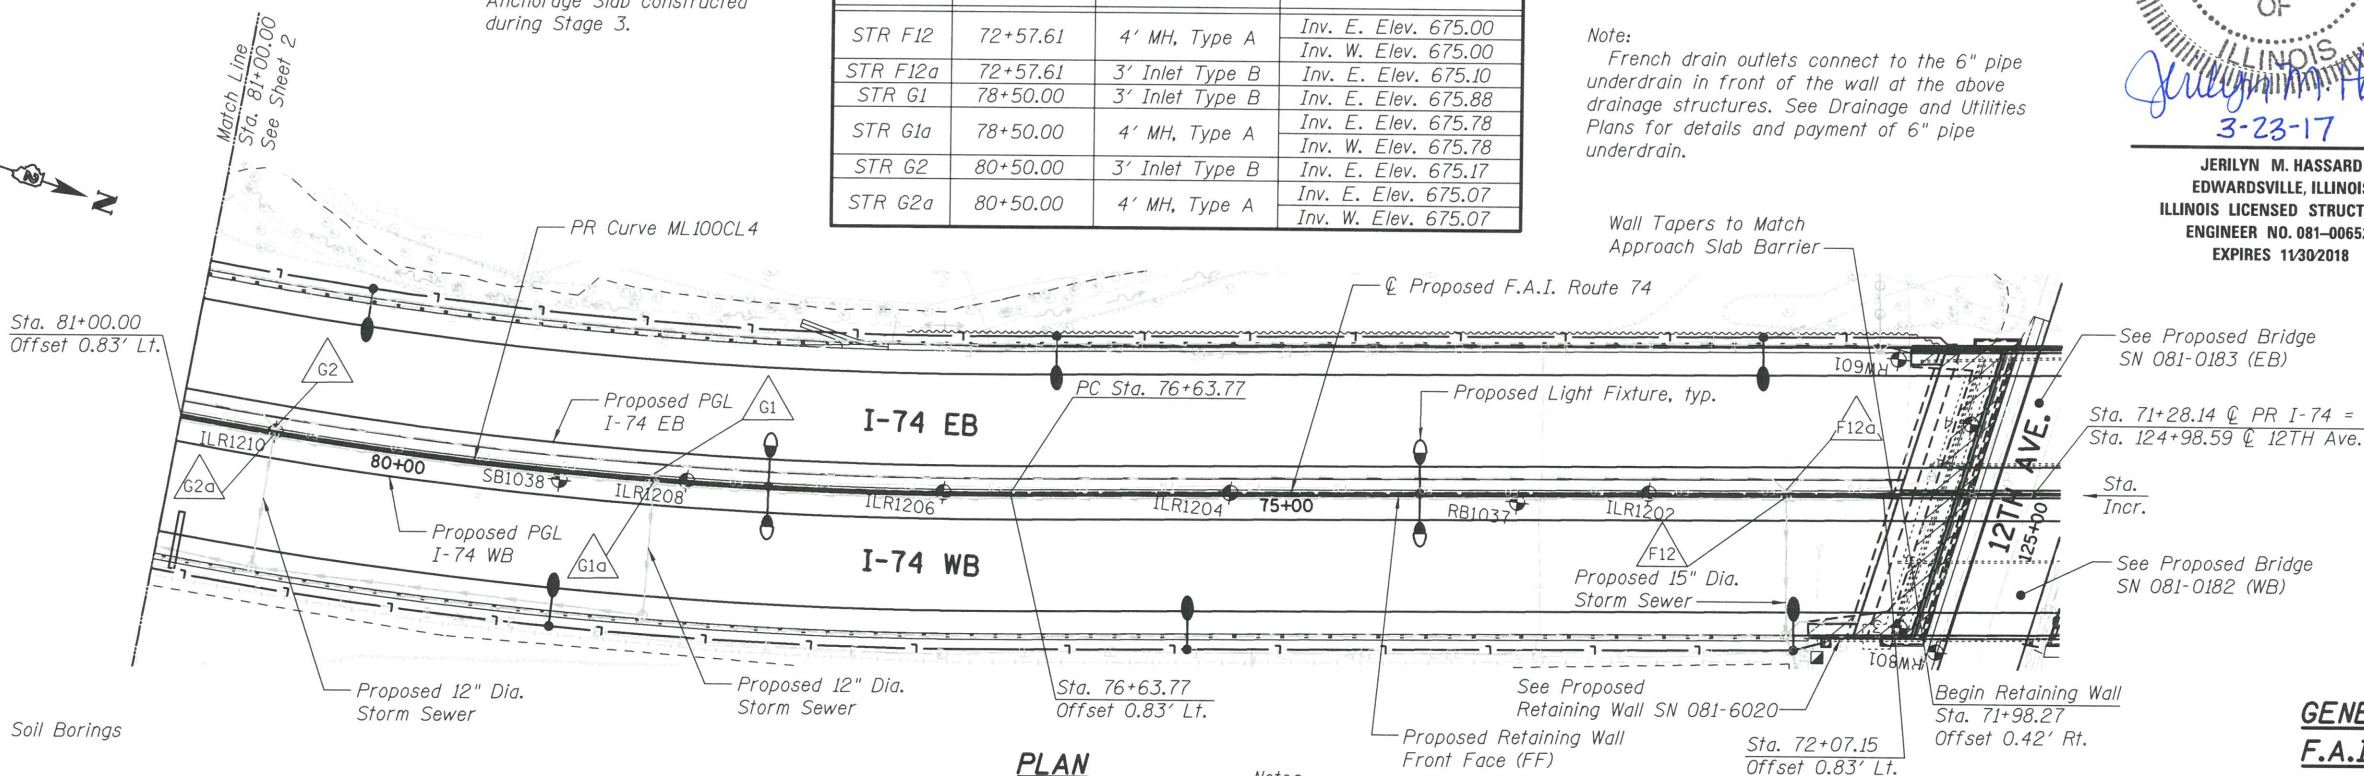 Anchorage Slab constructed
during Stage 3.
Match Line
Sta. 81+00.00
See Sheet 2
N
STR F12 72+57.61 4' MH, Type A Inv. E. Elev. 675.00
Inv. W. Elev. 675.00
STR F12a 72+57.61 3' Inlet Type B Inv. E. Elev. 675.10
STR G1 78+50.00 3' Inlet Type B Inv. E. Elev. 675.88
STR G1a 78+50.00 4' MH, Type A Inv. E. Elev. 675.78
Inv. W. Elev. 675.78
STR G2 80+50.00 3' Inlet Type B Inv. E. Elev. 675.17
STR G2a 80+50.00 4' MH, Type A Inv. E. Elev. 675.07
Inv. W. Elev. 675.07
Note:
French drain outlets connect to the 6" pipe
underdrain in front of the wall at the above
drainage structures. See Drainage and Utilities
Plans for details and payment of 6" pipe
underdrain.
OF
ILLINOIS
Jerilyn M. H
3-23-17
JERILYN M. HASSARD
EDWARDSVILLE, ILLINOIS
ILLINOIS LICENSED STRUCT
ENGINEER NO. 081-0065
EXPIRES 11/30/2018
PR Curve ML100CL4
Wall Tapers to Match
Approach Slab Barrier
℄ Proposed F.A.I. Route 74
Sta. 81+00.00
Offset 0.83' Lt.
G2
G1
Proposed PGL
I-74 EB
I-74 EB
PC Sta. 76+63.77
Proposed Light Fixture, typ.
F12a
RW601
See Proposed Bridge
SN 081-0183 (EB)
Sta. 71+28.14 ℄ PR I-74 =
Sta. 124+98.59 ℄ 12TH Ave.
ILR1210
80+00
SB1038
ILR1208
ILR1206
ILR1204
75+00
RB1037
ILR1202
12TH AVE.
125+00
Sta.
Incr.
G2a
Proposed PGL
I-74 WB
G1a
I-74 WB
F12
Proposed 15" Dia.
Storm Sewer
See Proposed Bridge
SN 081-0182 (WB)
RW801
Proposed 12" Dia.
Storm Sewer
Proposed 12" Dia.
Storm Sewer
Sta. 76+63.77
Offset 0.83' Lt.
See Proposed
Retaining Wall SN 081-6020
Begin Retaining Wall
Sta. 71+98.27
Offset 0.42' Rt.
Soil Borings
Proposed Retaining Wall
Front Face (FF)
Sta. 72+07.15
Offset 0.83' Lt.
PLAN
Notes
GENE
F.A.I